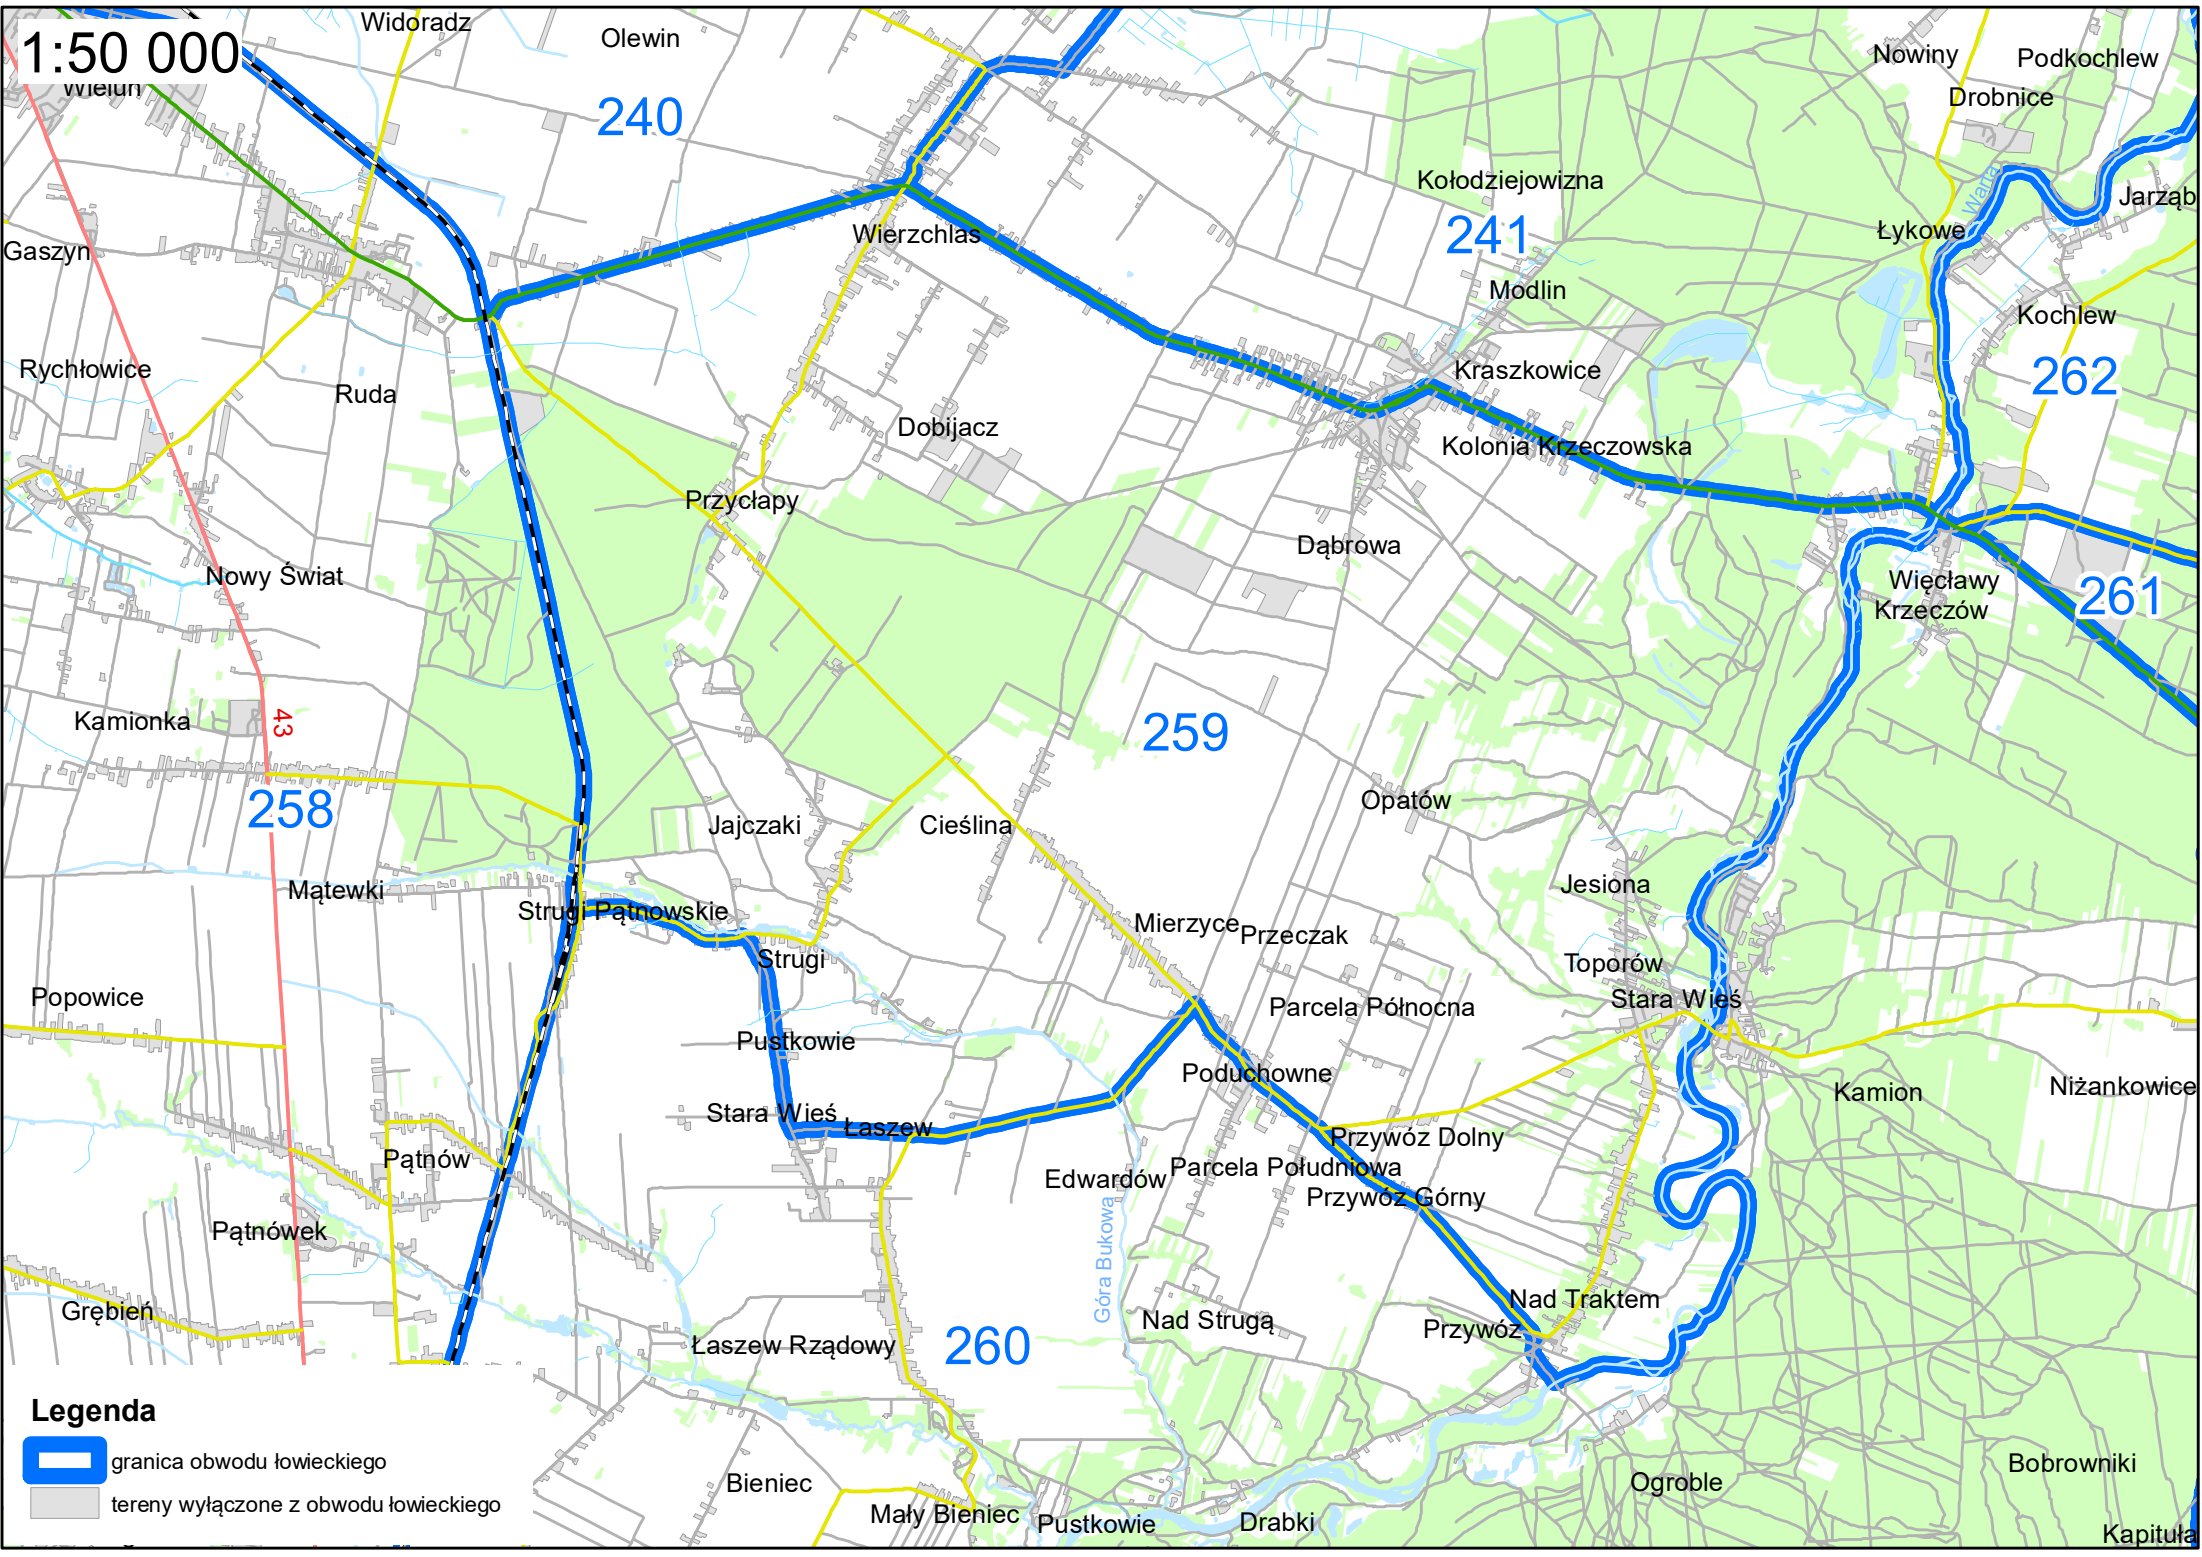 1:50 000
Wieluń
Widoradz
Olewin
240
Nowiny
Podkochlew
Drobnice
Kołodziejowizna
241
Warta
Jarząb
Łykowe
Gaszyn
Wierzchlas
Modlin
Kochlew
262
Rychłowice
Ruda
Kraszkowice
Dobijacz
Kolonia Krzeczowska
Przycłapy
Dąbrowa
Nowy Świat
Więcławy
Krzeczów
261
Kamionka
43
259
258
Jajczaki
Cieślina
Opatów
Mątewki
Jesiona
Strugi Pątnowskie
Mierzyce
Przeczak
Strugi
Toporów
Popowice
Parcela Północna
Stara Wieś
Pustkowie
Poduchowne
Kamion
Niżankowice
Stara Wieś
Łaszew
Przywóz Dolny
Pątnów
Edwardów
Parcela Południowa
Przywóz Górny
Pątnówek
Góra Bukowa
Grębień
Nad Traktem
Nad Strugą
Przywóz
Łaszew Rządowy
260
Legenda
granica obwodu łowieckiego
tereny wyłączone z obwodu łowieckiego
Bieniec
Mały Bieniec
Pustkowie
Drabki
Ogroble
Bobrowniki
Kapituła